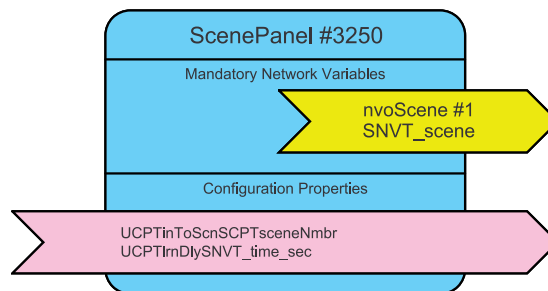 ScenePanel #3250
Mandatory Network Variables
nvoScene #1
SNVT_scene
Configuration Properties
UCPTinToScnSCPTsceneNmbr
UCPTlrnDlySNVT_time_sec